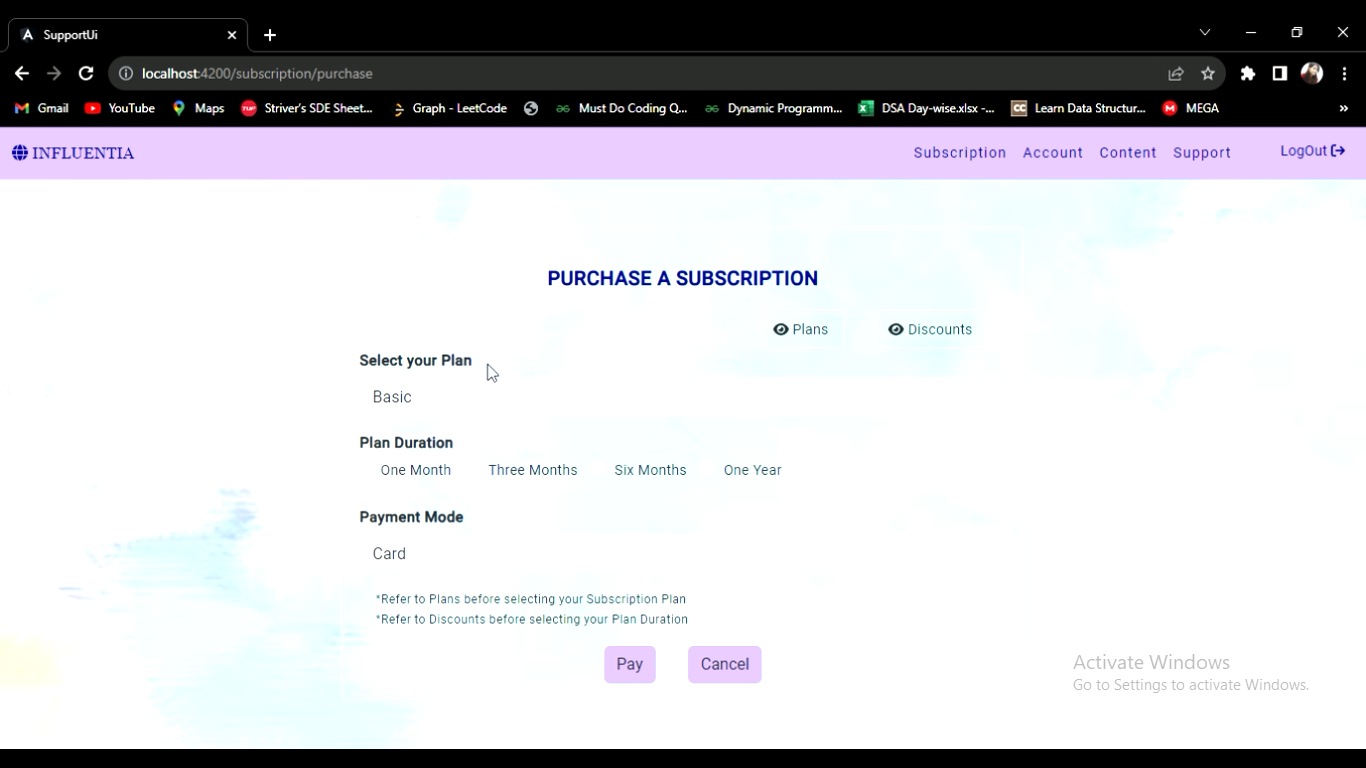 SupportUi
localhost:4200/subscription/purchase
Gmail YouTube Maps Striver's SDE Sheet... Graph - LeetCode Must Do Coding Q... Dynamic Programm... DSA Day-wise.xlsx -... Learn Data Structur... MEGA »
INFLUENTIA Subscription Account Content Support LogOut
PURCHASE A SUBSCRIPTION
Plans Discounts
Select your Plan
Basic
Plan Duration
One Month Three Months Six Months One Year
Payment Mode
Card
*Refer to Plans before selecting your Subscription Plan
*Refer to Discounts before selecting your Plan Duration
Pay Cancel
Activate Windows
Go to Settings to activate Windows.